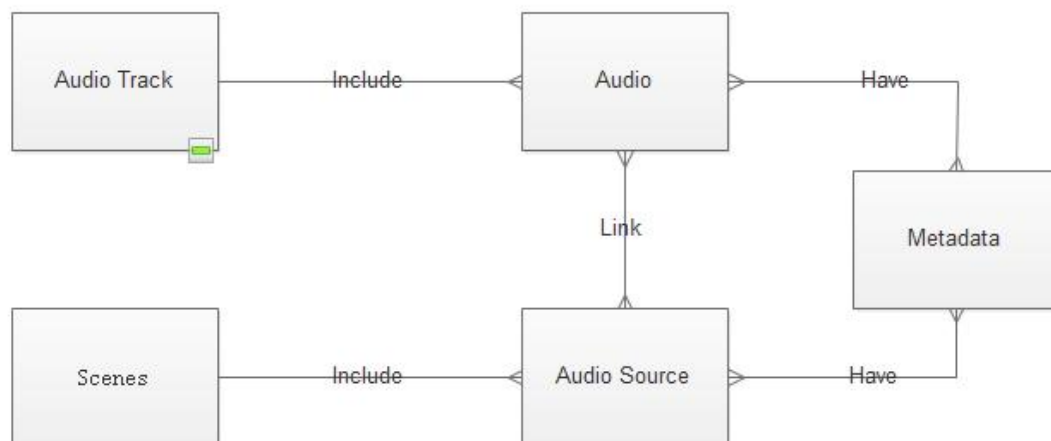 Audio Track
Include
Audio
Have
Link
Metadata
Scenes
Include
Audio Source
Have